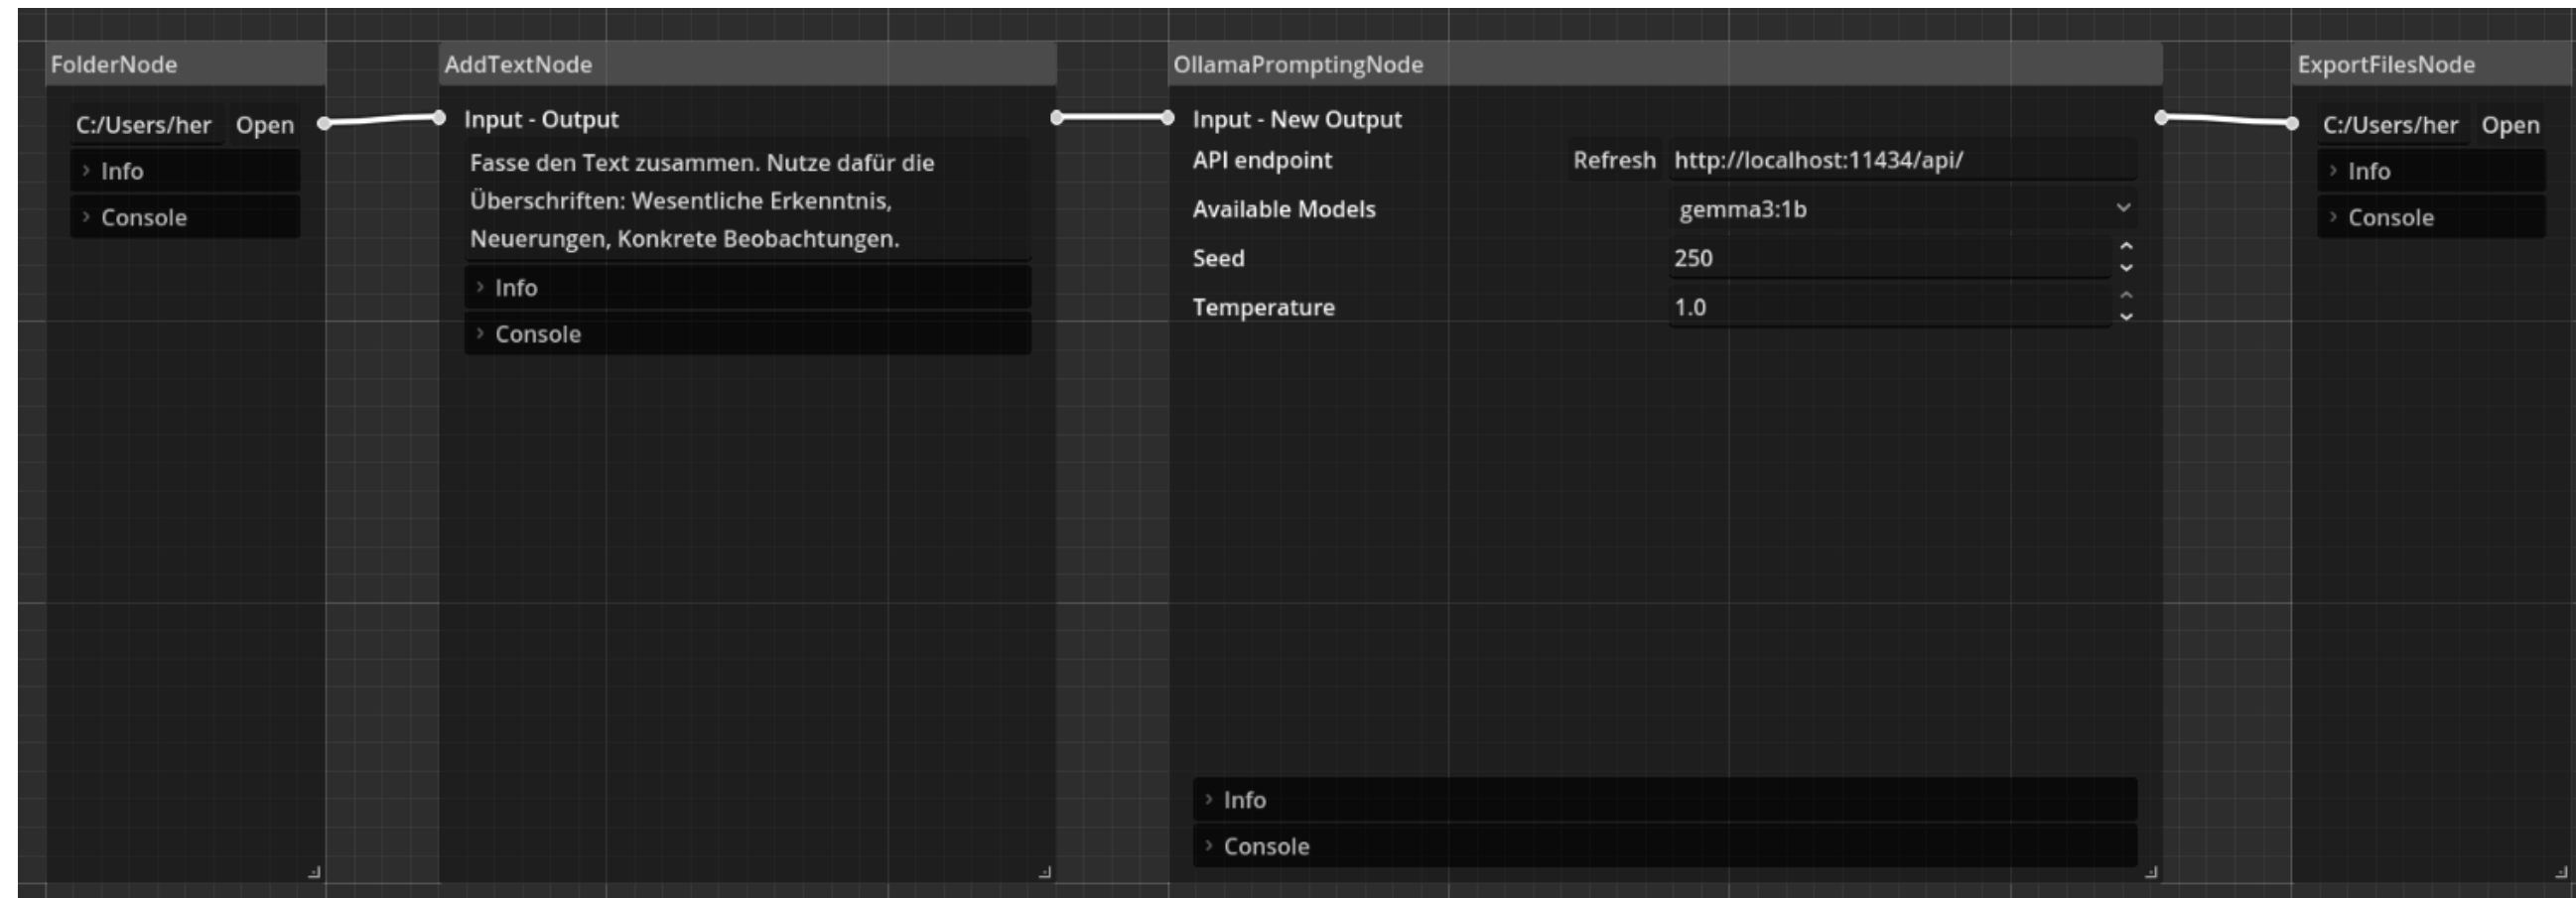 FolderNode
C:/Users/her Open
Info
Console
AddTextNode
Input - Output
Fasse den Text zusammen. Nutze dafür die
Überschriften: Wesentliche Erkenntnis,
Neuerungen, Konkrete Beobachtungen.
Info
Console
OllamaPromptingNode
Input - New Output
API endpoint Refresh http://localhost:11434/api/
Available Models gemma3:1b
Seed 250
Temperature 1.0
Info
Console
ExportFilesNode
C:/Users/her Open
Info
Console